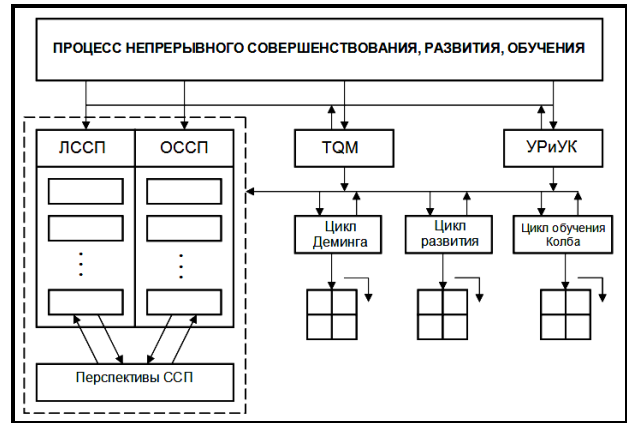 ПРОЦЕСС НЕПРЕРЫВНОГО СОВЕРШЕНСТВОВАНИЯ, РАЗВИТИЯ, ОБУЧЕНИЯ
ЛССП
ОССП
TQM
УРиУК
Цикл
Деминга
Цикл
развития
Цикл обучения
Колба
Перспективы ССП